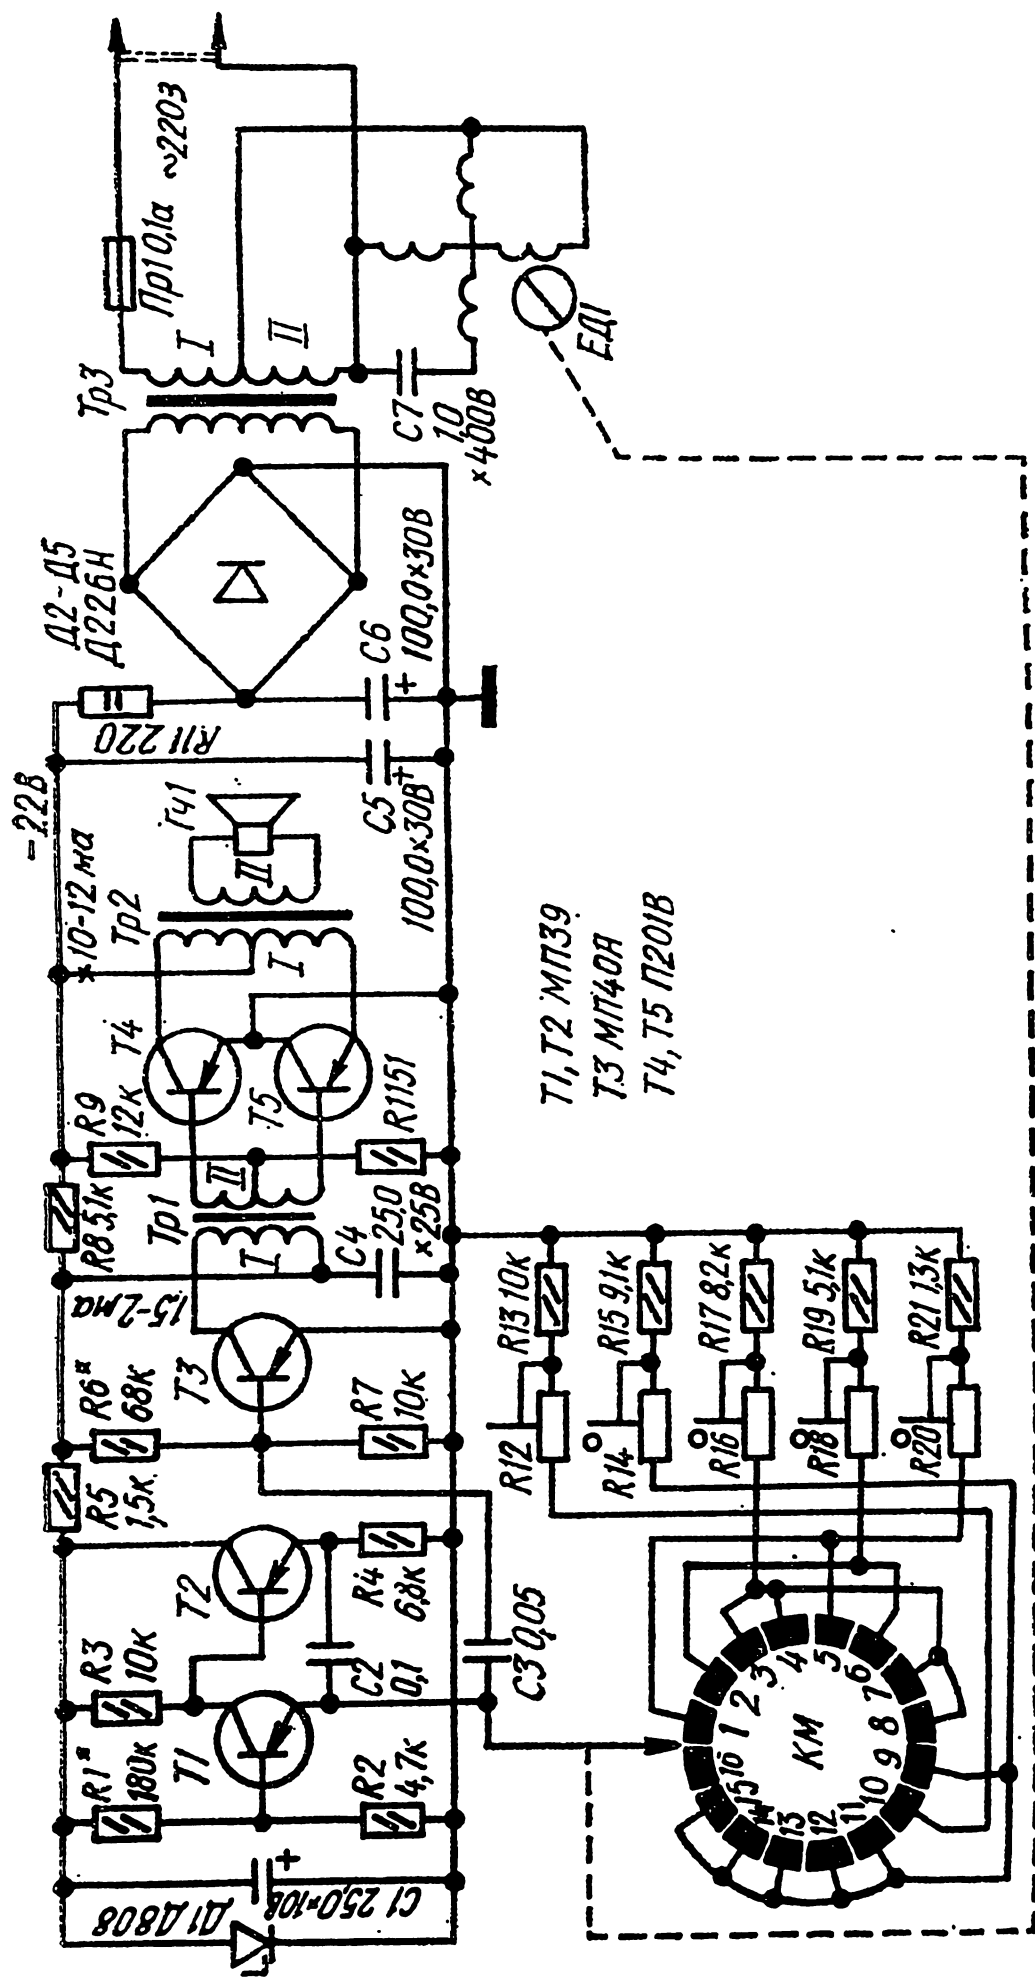 Д1 Д808
С1 25,0×10В
+
R1*
180к
Т1
R2
4,7к
R3
10к
Т2
С2
0,1
R4
6,8к
С3 0,05
R5
1,5к
R6*
68к
Т3
R7
10к
1,5-2ма
Тр1
I
II
С4
25,0
×25В
R8 5,1к
R9
12к
Т4
Т5
R11 51
*10-12 ма
Тр2
I
II
Гч1
-22В
С5
100,0×30В
+
R11 220
С6
100,0×30В
+
Д2-Д5
Д226Н
Тр3
I
II
Пр1 0,1а
~220З
С7
1,0
×400В
ЕД1
Т1, Т2 МП39
Т3 МП40А
Т4, Т5 П201В
R12
R13 10к
R14
R15 9,1к
R16
R17 8,2к
R18
R19 5,1к
R20
R21 1,3к
КМ
1
2
3
4
5
6
7
8
9
10
11
12
13
14
15
16